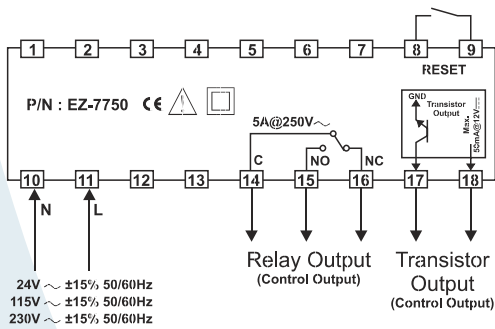 1 2 3 4 5 6 7 8 9
RESET
P/N : EZ-7750 CE
GND
Transistor
Output
Max.
50mA@12V
5A@250V~
C NO NC
10 11 12 13 14 15 16 17 18
N L
Relay Output
(Control Output)
Transistor
Output
(Control Output)
24V ~ ±15% 50/60Hz
115V ~ ±15% 50/60Hz
230V ~ ±15% 50/60Hz